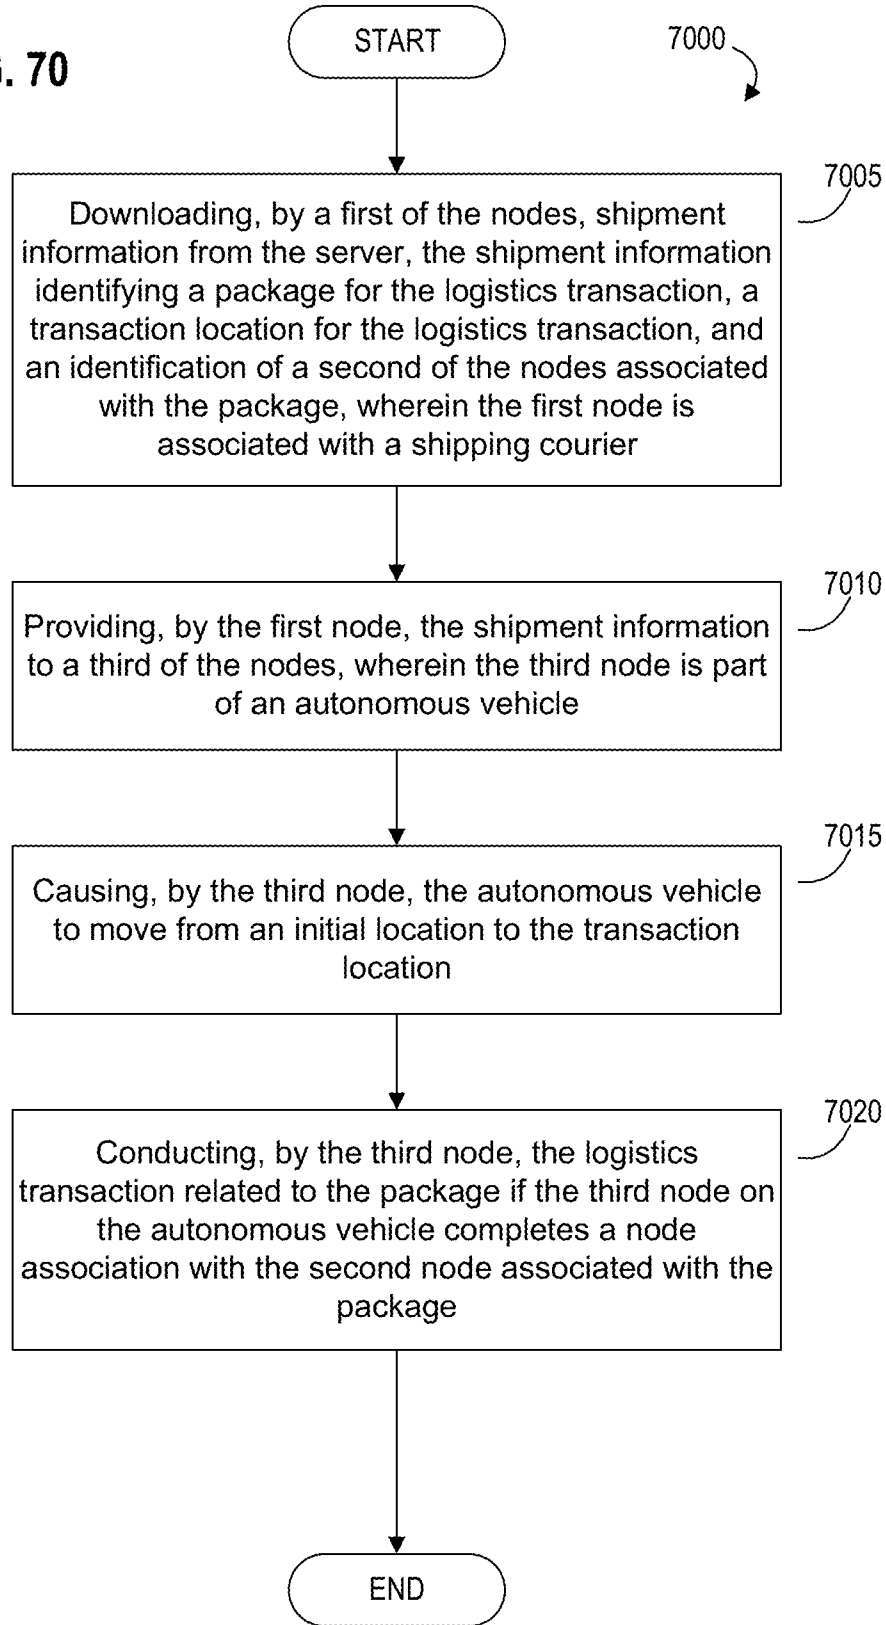 START
7000
. 70
7005
Downloading, by a first of the nodes, shipment
information from the server, the shipment information
identifying a package for the logistics transaction, a
transaction location for the logistics transaction, and
an identification of a second of the nodes associated
with the package, wherein the first node is
associated with a shipping courier
7010
Providing, by the first node, the shipment information
to a third of the nodes, wherein the third node is part
of an autonomous vehicle
7015
Causing, by the third node, the autonomous vehicle
to move from an initial location to the transaction
location
7020
Conducting, by the third node, the logistics
transaction related to the package if the third node on
the autonomous vehicle completes a node
association with the second node associated with the
package
END